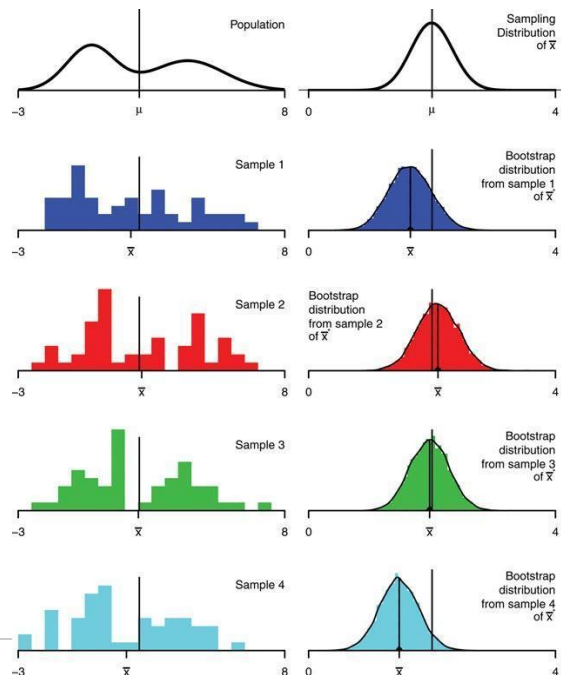 Population
-3
μ
8
Sampling
Distribution
of x̅
0
μ
4
Sample 1
-3
x̅
8
Bootstrap
distribution
from sample 1
of x̅*
0
x̅
4
Sample 2
-3
x̅
8
Bootstrap
distribution
from sample 2
of x̅*
0
x̅
4
Sample 3
-3
x̅
8
Bootstrap
distribution
from sample 3
of x̅*
0
x̅
4
Sample 4
-3
x̅
8
Bootstrap
distribution
from sample 4
of x̅*
0
x̅
4